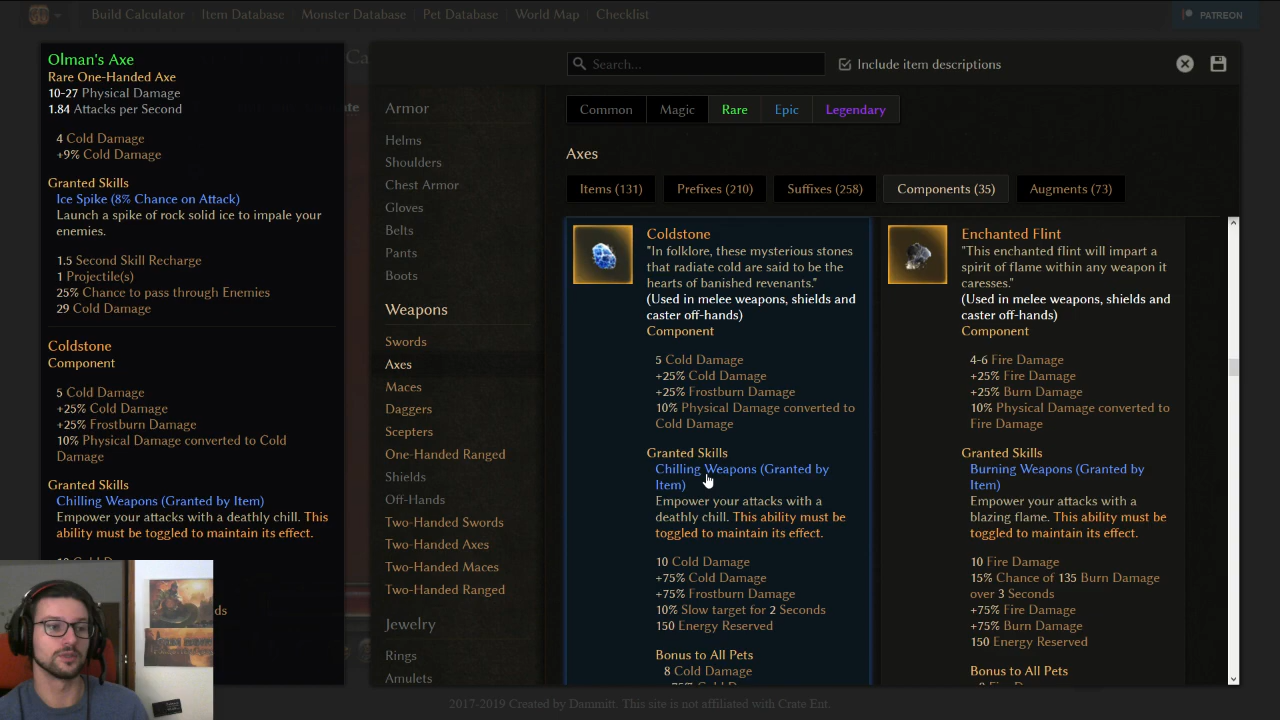 Build Calculator
Item Database
Monster Database
Pet Database
World Map
Checklist
PATREON
Olman's Axe
Rare One-Handed Axe
10-27 Physical Damage
1.84 Attacks per Second
4 Cold Damage
+9% Cold Damage
Granted Skills
Ice Spike (8% Chance on Attack)
Launch a spike of rock solid ice to impale your
enemies.
1.5 Second Skill Recharge
1 Projectile(s)
25% Chance to pass through Enemies
29 Cold Damage
Coldstone
Component
5 Cold Damage
+25% Cold Damage
+25% Frostburn Damage
10% Physical Damage converted to Cold
Damage
Granted Skills
Chilling Weapons (Granted by Item)
Empower your attacks with a deathly chill. This
ability must be toggled to maintain its effect.
Armor
Helms
Shoulders
Chest Armor
Gloves
Belts
Pants
Boots
Weapons
Swords
Axes
Maces
Daggers
Scepters
One-Handed Ranged
Shields
Off-Hands
Two-Handed Swords
Two-Handed Axes
Two-Handed Maces
Two-Handed Ranged
Jewelry
Rings
Amulets
Search...
Include item descriptions
Common
Magic
Rare
Epic
Legendary
Axes
Items (131)
Prefixes (210)
Suffixes (258)
Components (35)
Augments (73)
Coldstone
"In folklore, these mysterious stones
that radiate cold are said to be the
hearts of banished revenants."
(Used in melee weapons, shields and
caster off-hands)
Component
5 Cold Damage
+25% Cold Damage
+25% Frostburn Damage
10% Physical Damage converted to
Cold Damage
Granted Skills
Chilling Weapons (Granted by
Item)
Empower your attacks with a
deathly chill. This ability must be
toggled to maintain its effect.
10 Cold Damage
+75% Cold Damage
+75% Frostburn Damage
10% Slow target for 2 Seconds
150 Energy Reserved
Bonus to All Pets
8 Cold Damage
Enchanted Flint
"This enchanted flint will impart a
spirit of flame within any weapon it
caresses."
(Used in melee weapons, shields and
caster off-hands)
Component
4-6 Fire Damage
+25% Fire Damage
+25% Burn Damage
10% Physical Damage converted to
Fire Damage
Granted Skills
Burning Weapons (Granted by
Item)
Empower your attacks with a
blazing flame. This ability must be
toggled to maintain its effect.
10 Fire Damage
15% Chance of 135 Burn Damage
over 3 Seconds
+75% Fire Damage
+75% Burn Damage
150 Energy Reserved
Bonus to All Pets
2017-2019 Created by Dammitt. This site is not affiliated with Crate Ent.